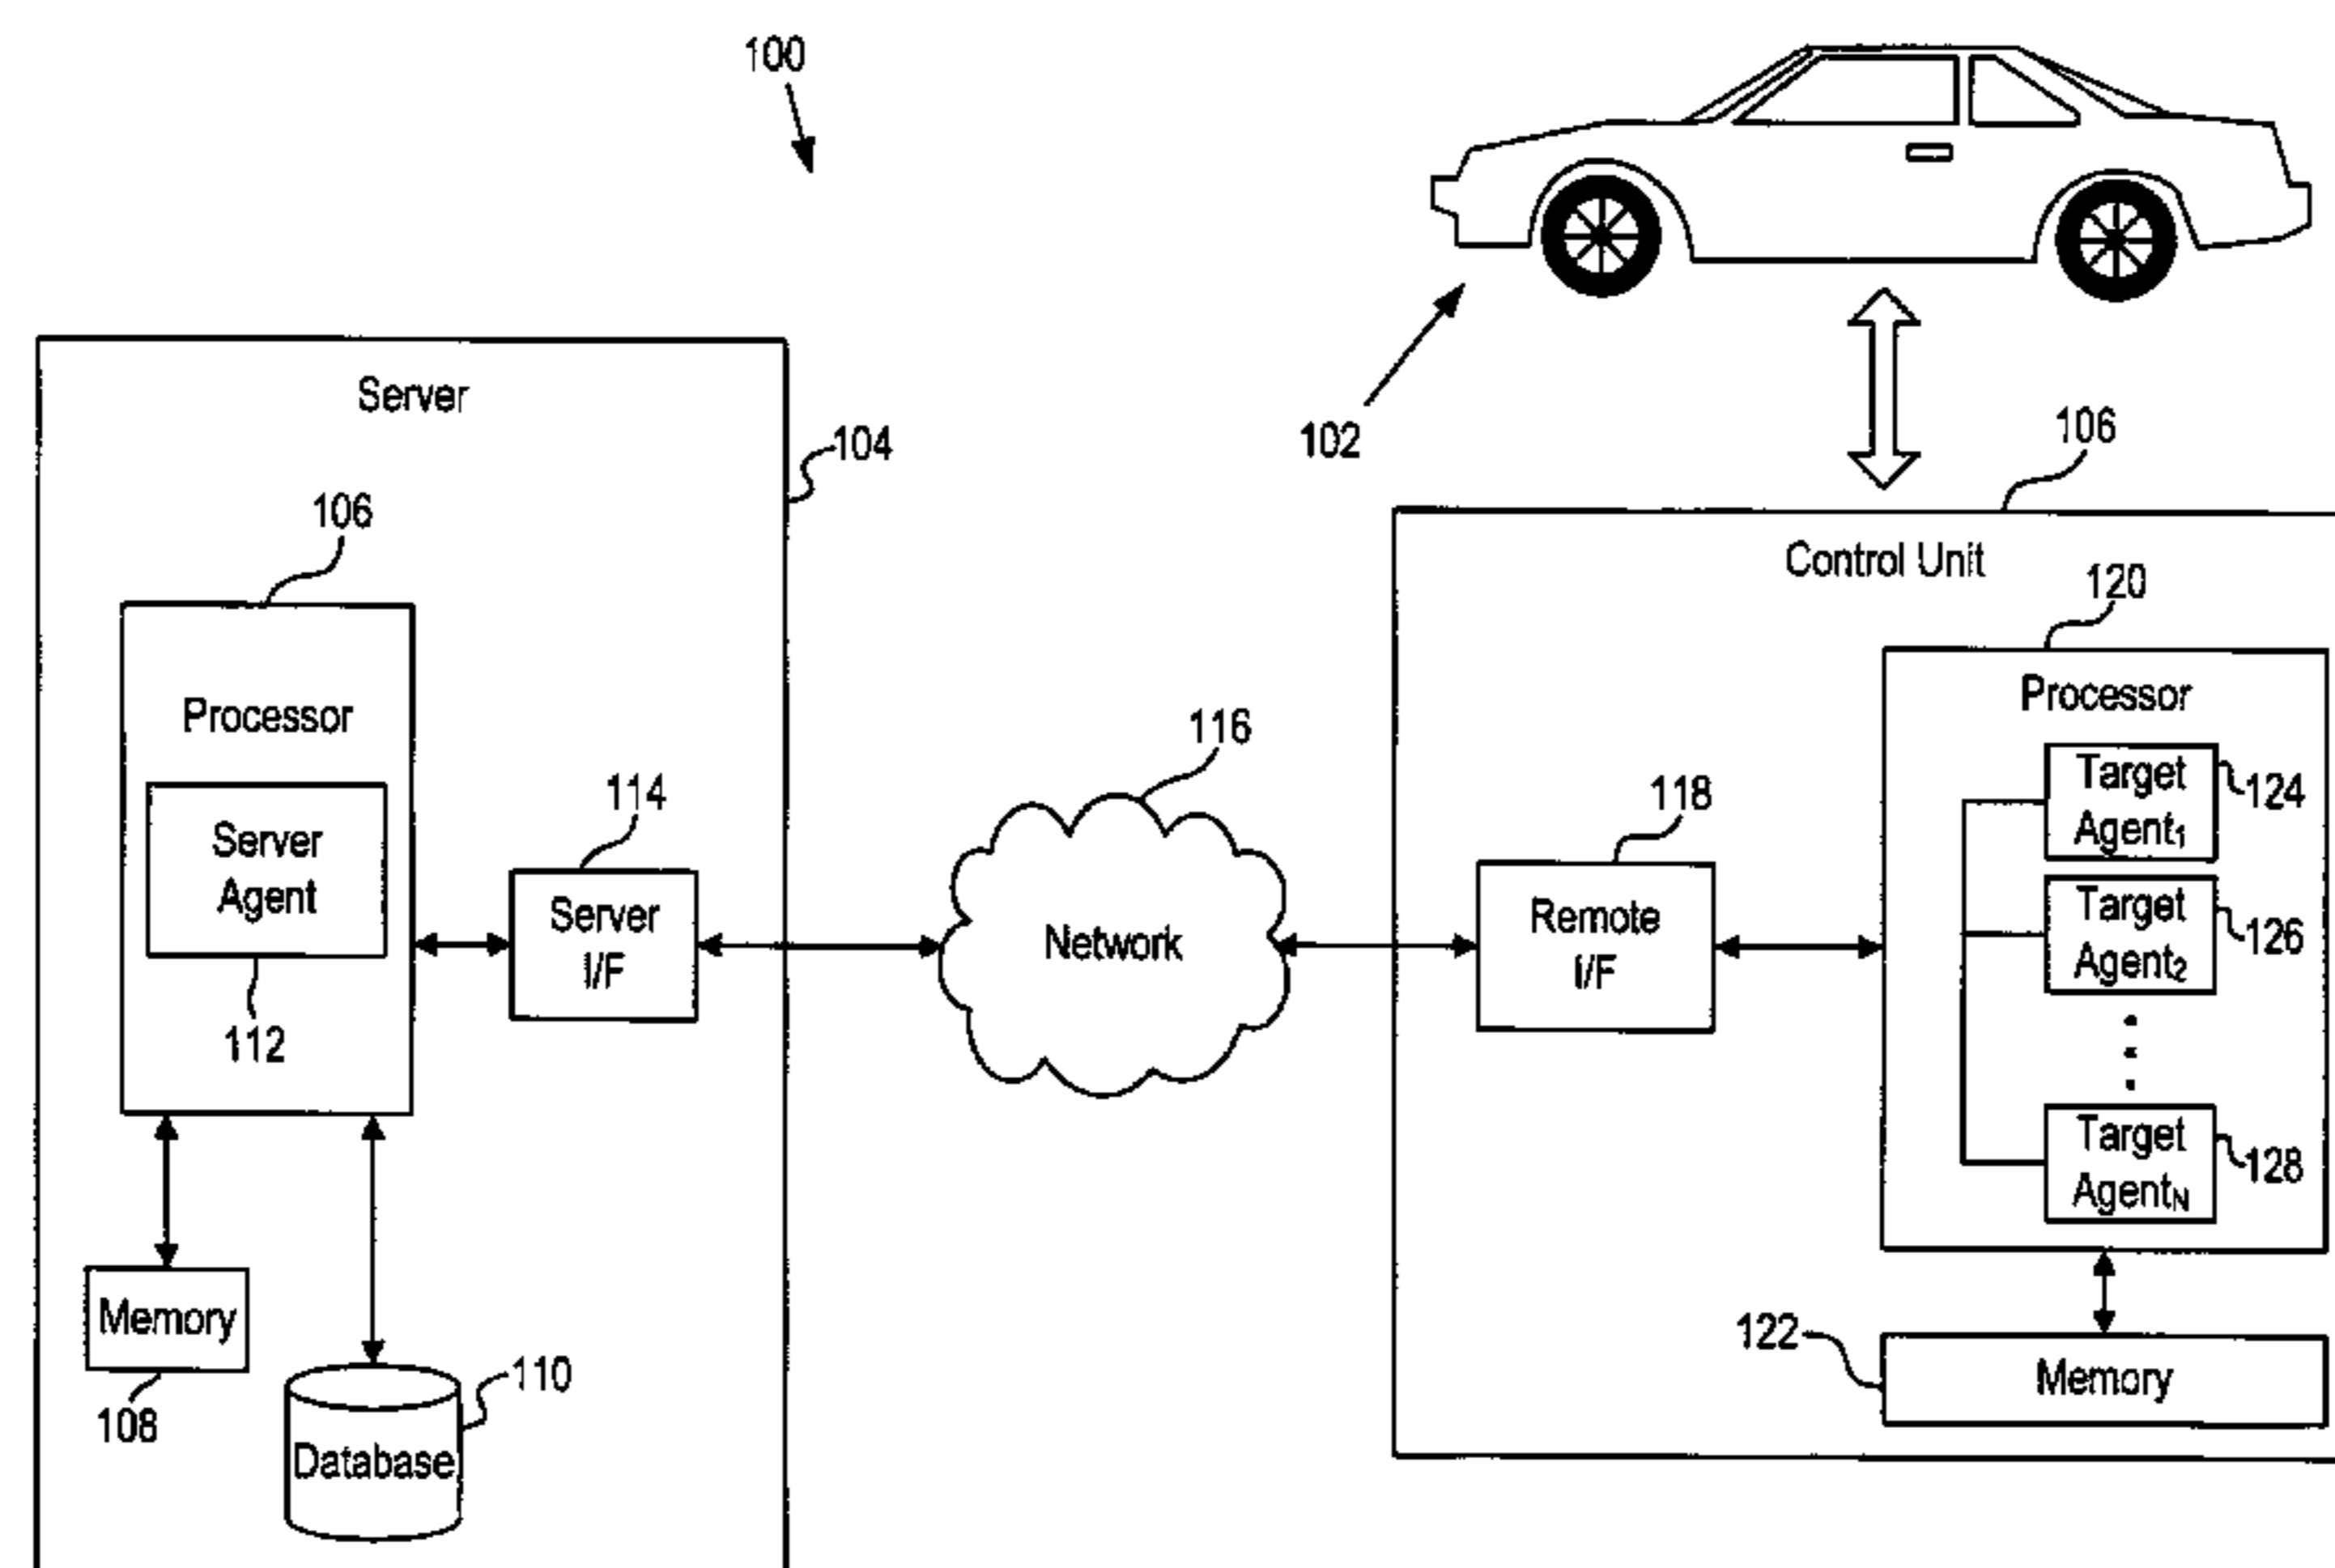 100
102
Server
104
106
106
Control Unit
120
Processor
Server
Agent
112
114
Server
I/F
116
Network
118
Remote
I/F
Processor
Target
Agent₁
124
Target
Agent₂
126
Target
Agent_N
128
Memory
108
Database
110
122
Memory